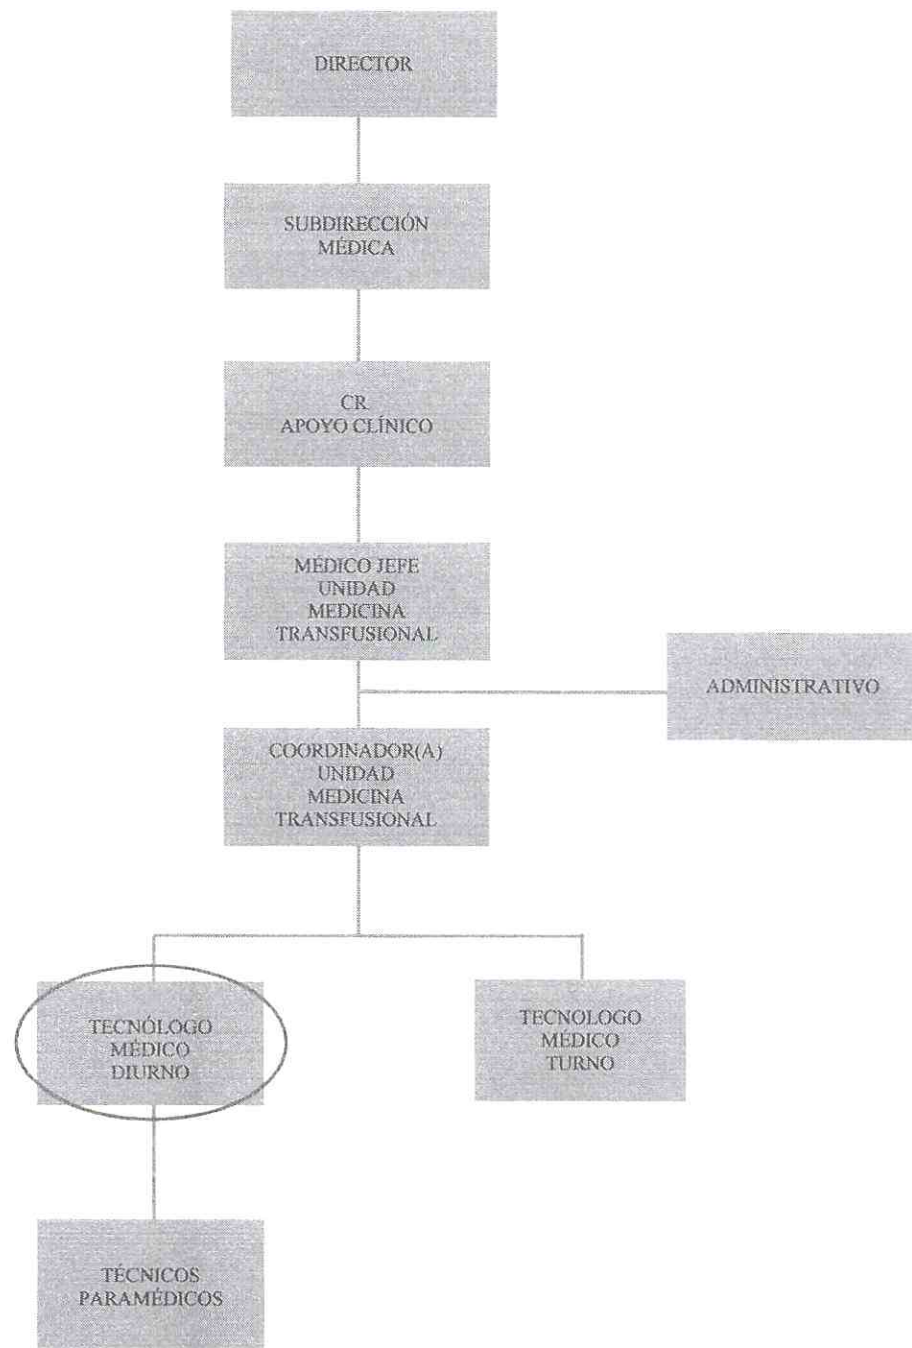 DIRECTOR
SUBDIRECCIÓN
MÉDICA
CR
APOYO CLÍNICO
MÉDICO JEFE
UNIDAD
MEDICINA
TRANSFUSIONAL
ADMINISTRATIVO
COORDINADOR(A)
UNIDAD
MEDICINA
TRANSFUSIONAL
TECNÓLOGO
MÉDICO
DIURNO
TECNOLOGO
MÉDICO
TURNO
TÉCNICOS
PARAMÉDICOS